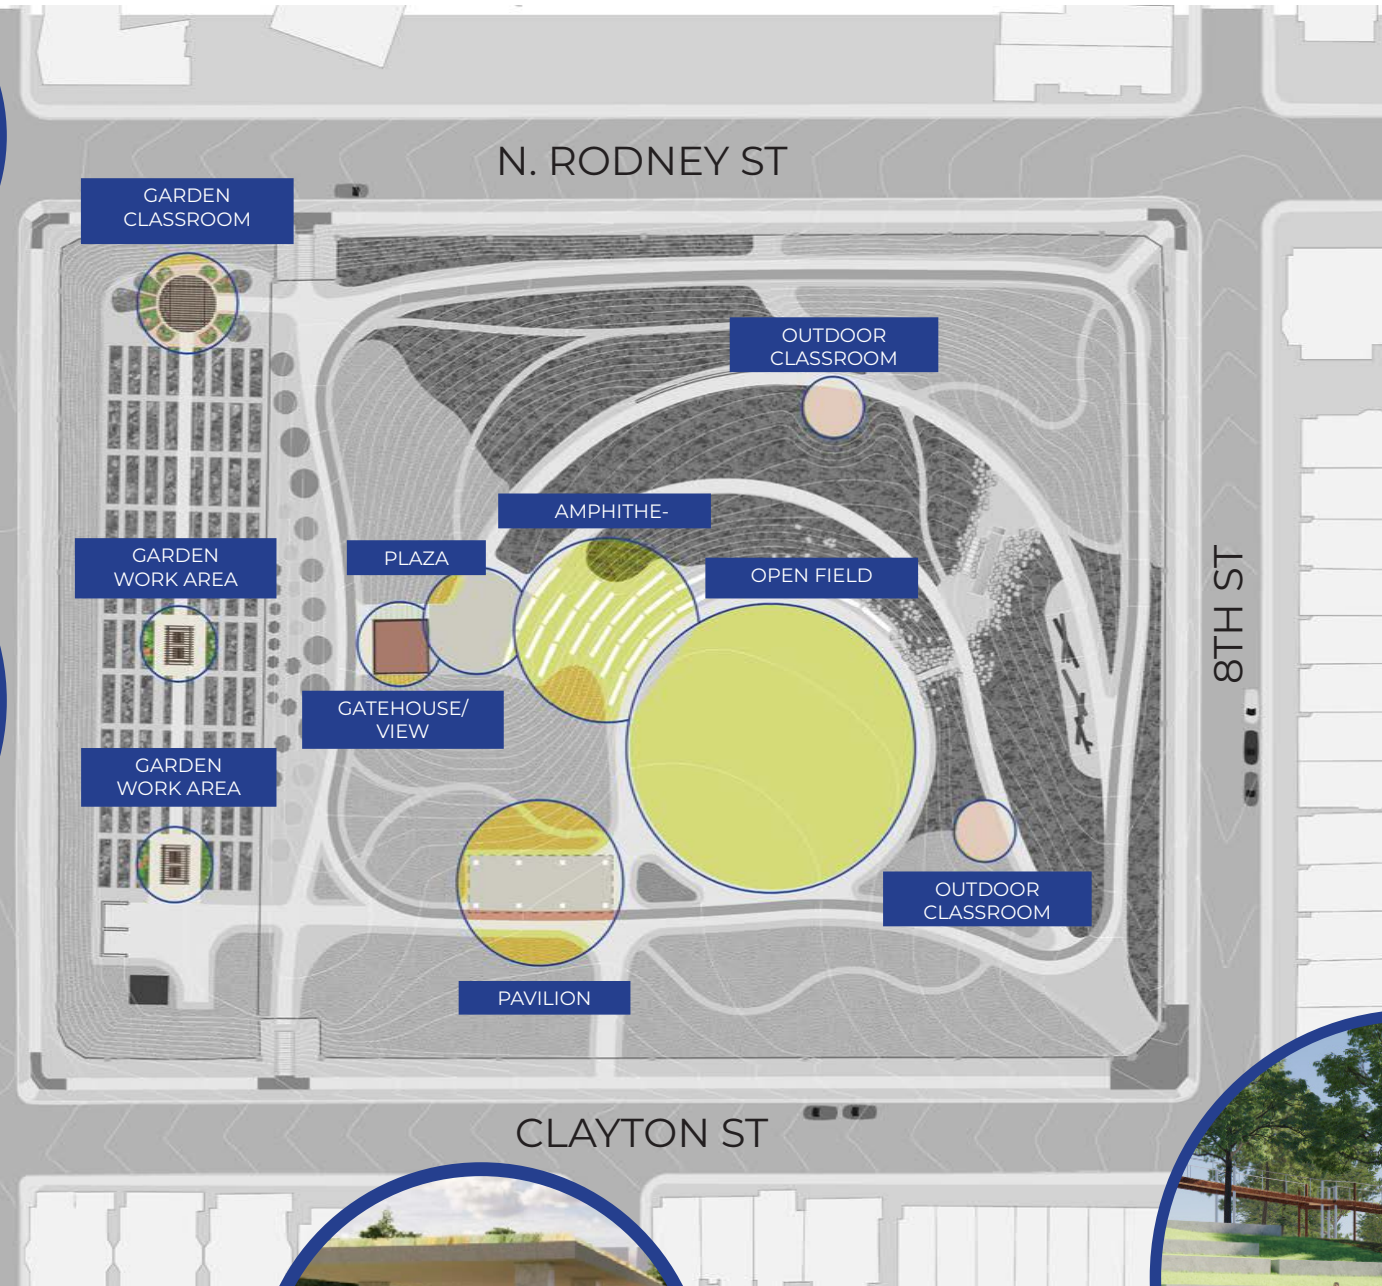 N. RODNEY ST
GARDEN
CLASSROOM
OUTDOOR
CLASSROOM
AMPHITHE-
PLAZA
GARDEN
WORK AREA
OPEN FIELD
8TH ST
GATEHOUSE/
VIEW
GARDEN
WORK AREA
OUTDOOR
CLASSROOM
PAVILION
CLAYTON ST